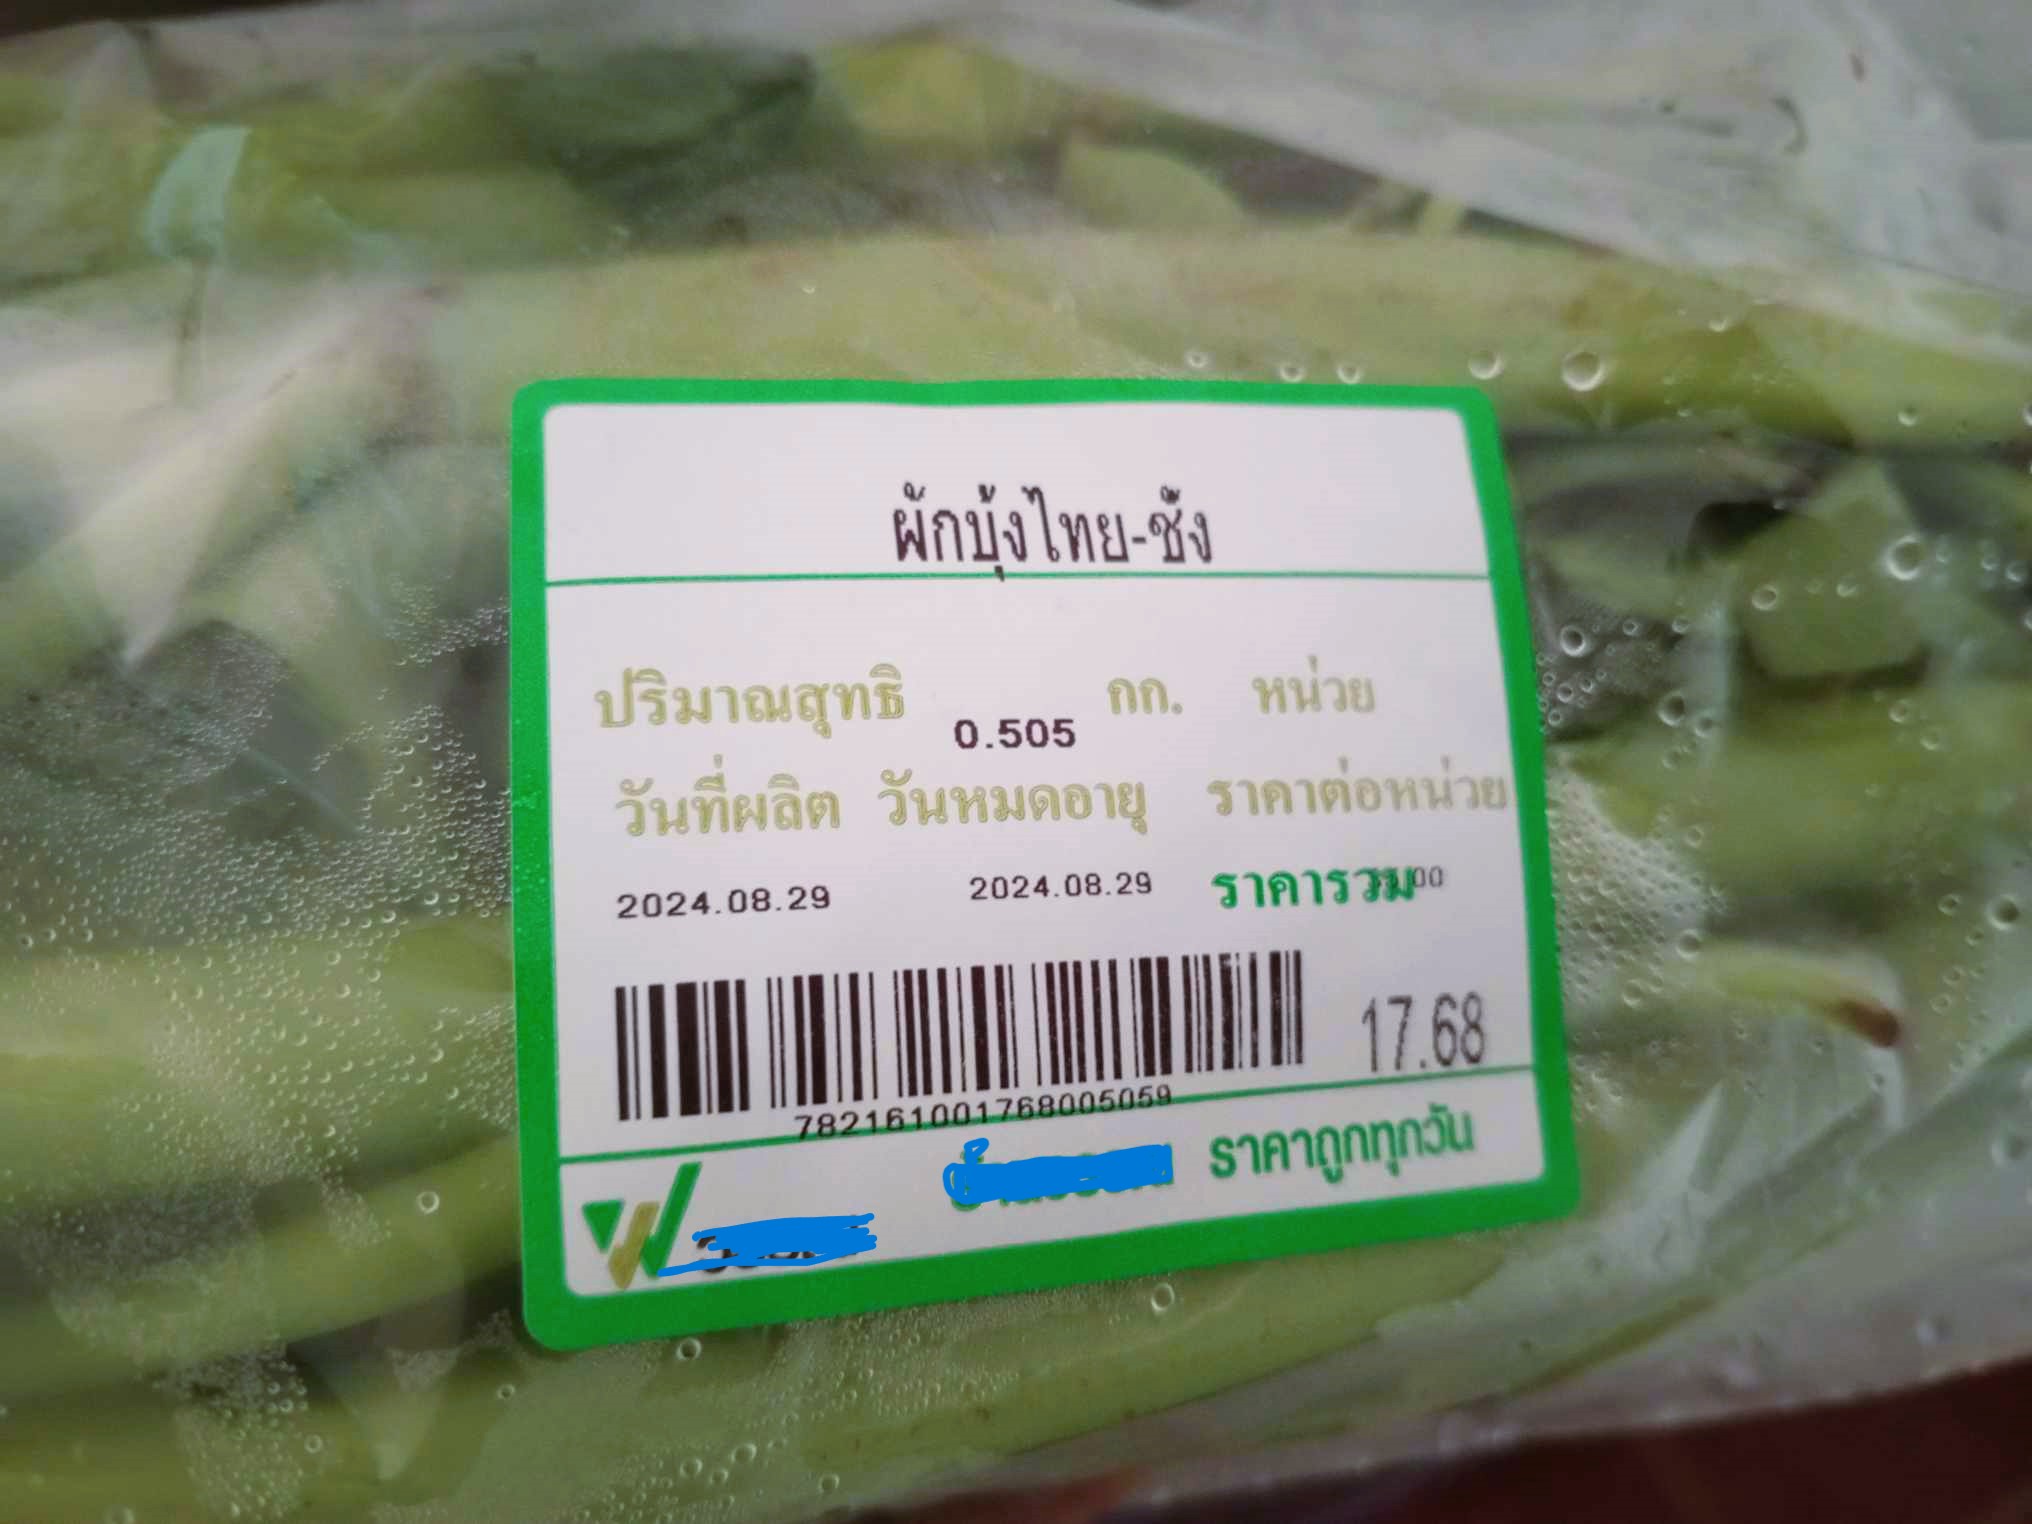 ผักบุ้งไทย-ชั่ง
ปริมาณสุทธิ 0.505 กก. หน่วย
วันที่ผลิต วันหมดอายุ ราคาต่อหน่วย
2024.08.29 2024.08.29 ราคารวม
17.68
782161001768005059
ราคาถูกทุกวัน